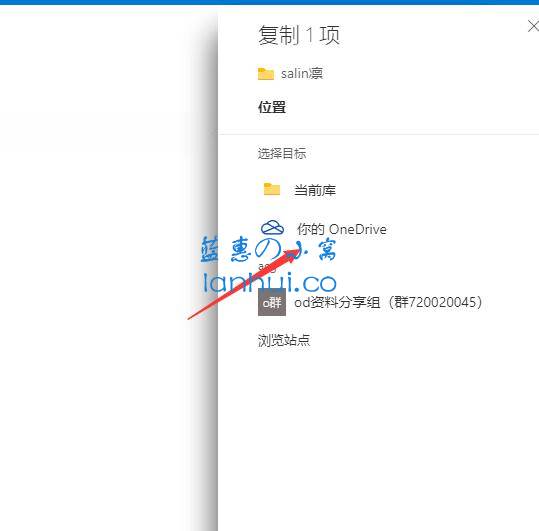 复制 1 项
salin凛
位置
选择目标
当前库
你的 OneDrive
蓝惠の小窝
lanhui.co
o群
od资料分享组（群720020045）
浏览站点